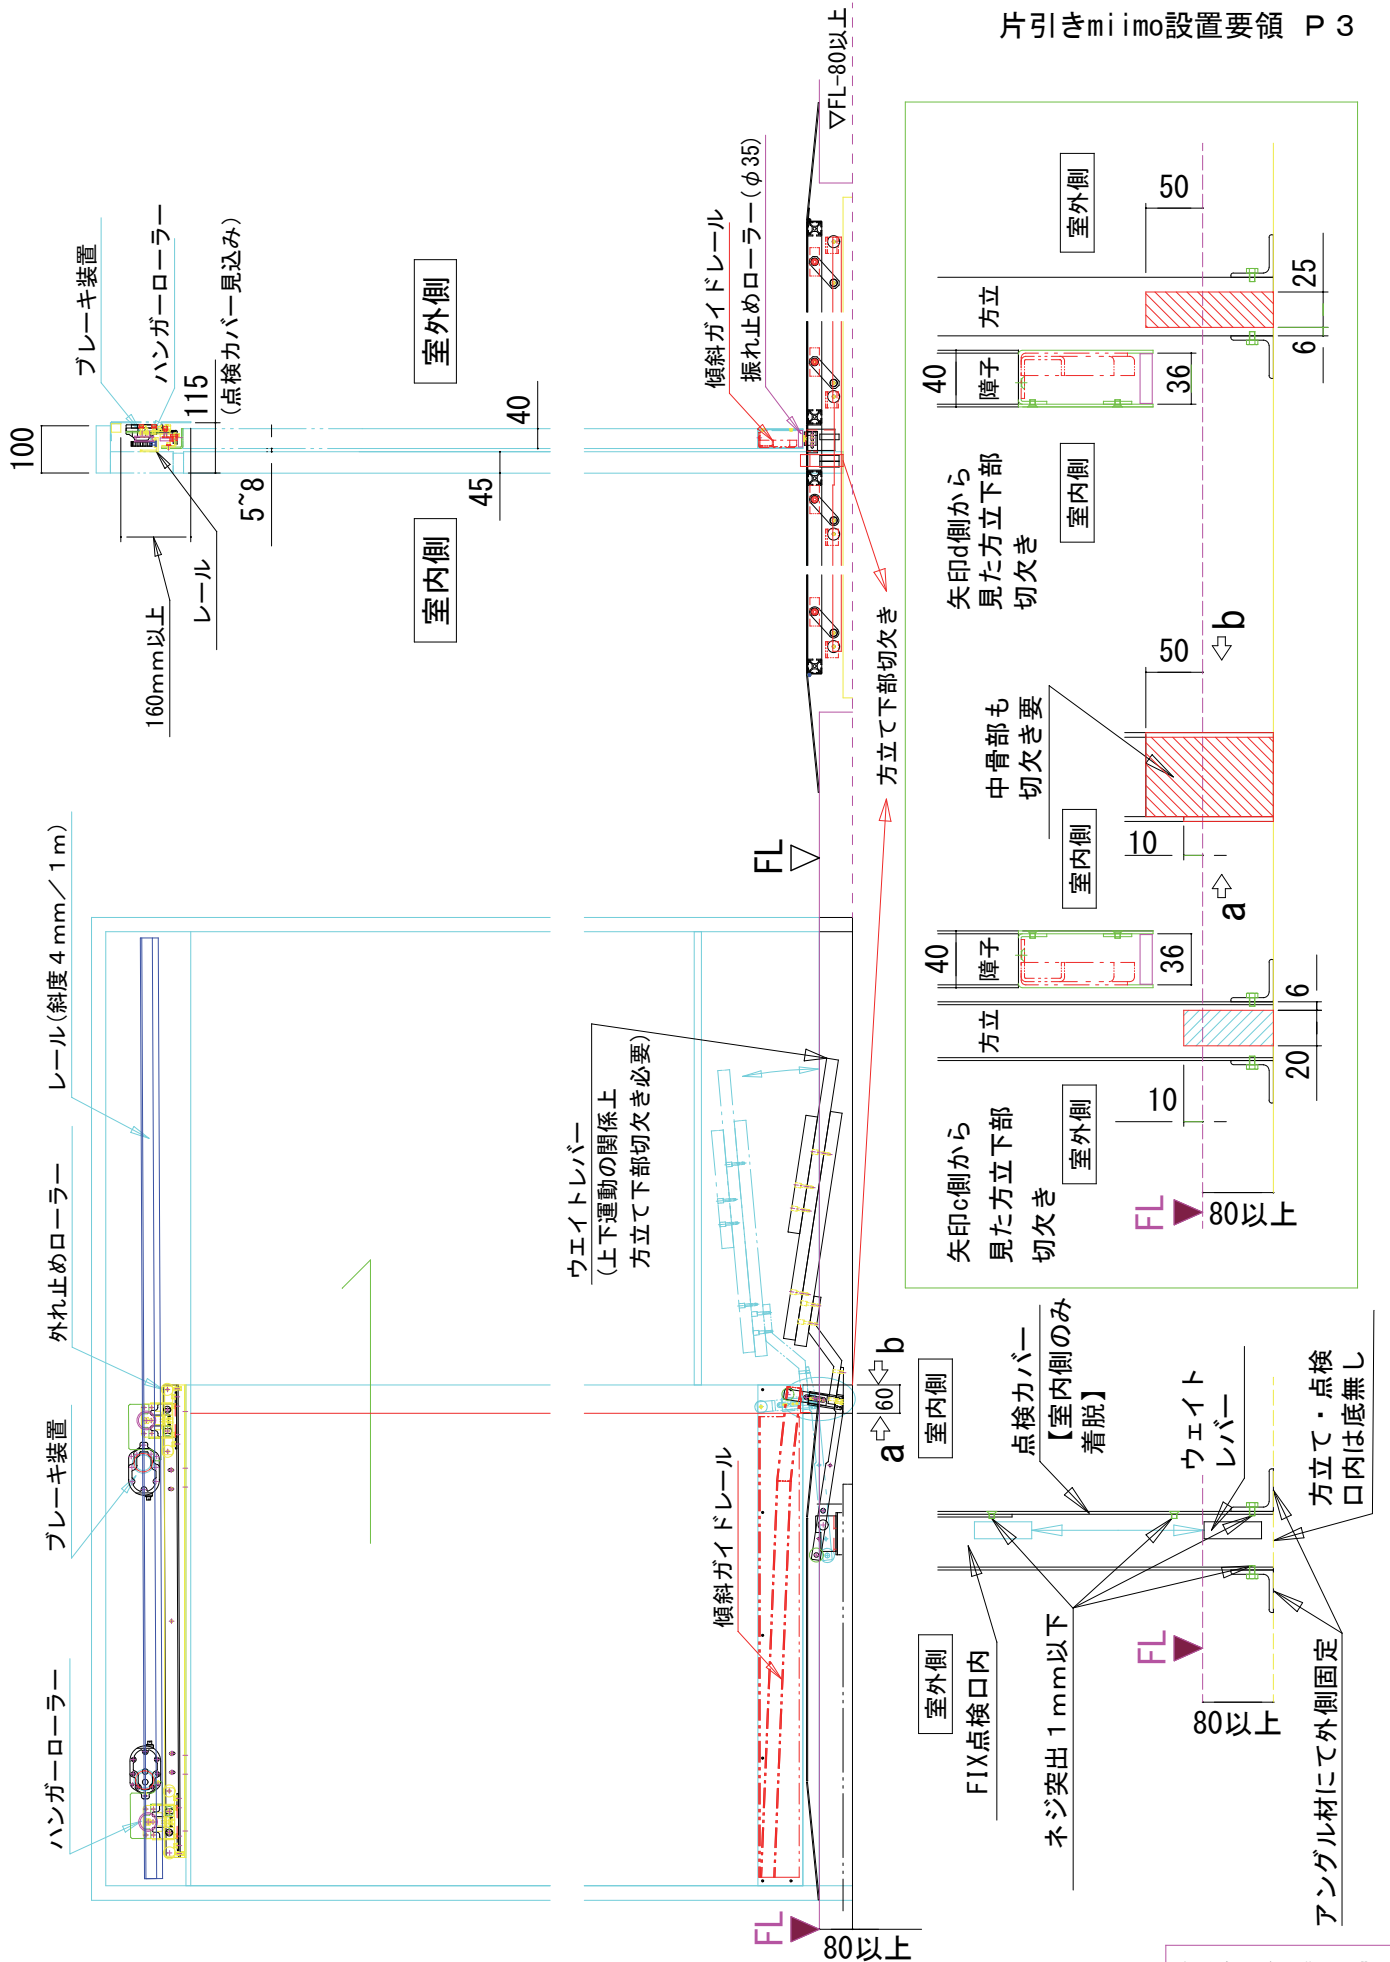 片引きmiimo設置要領 P3
ハンガーローラー
ブレーキ装置
外れ止めローラー
レール(斜度4mm/1m)
傾斜ガイドレール
ウェイトレバー
(上下運動の関係上
方立て下部切欠き必要)
a
60
b
FL
80以上
FL
160mm以上
レール
100
ブレーキ装置
ハンガーローラー
115
(点検カバー見込み)
5~8
45
40
室内側
室外側
傾斜ガイドレール
振れ止めローラー(φ35)
▽FL-80以上
方立て下部切欠き
室外側
室内側
FIX点検口内
ネジ突出1mm以下
点検カバー
【室内側のみ
着脱】
ウェイト
レバー
方立て・点検
口内は底無し
アングル材にて外側固定
FL
80以上
矢印c側から
見た方立下部
切欠き
室外側
室内側
方立
障子
40
36
10
20
6
FL
80以上
中骨部も
切欠き要
10
50
a
b
矢印d側から
見た方立下部
切欠き
室内側
室外側
障子
方立
40
36
50
6
25